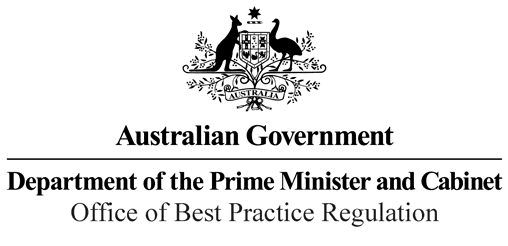 AUSTRALIA
Australian Government
Department of the Prime Minister and Cabinet
Office of Best Practice Regulation